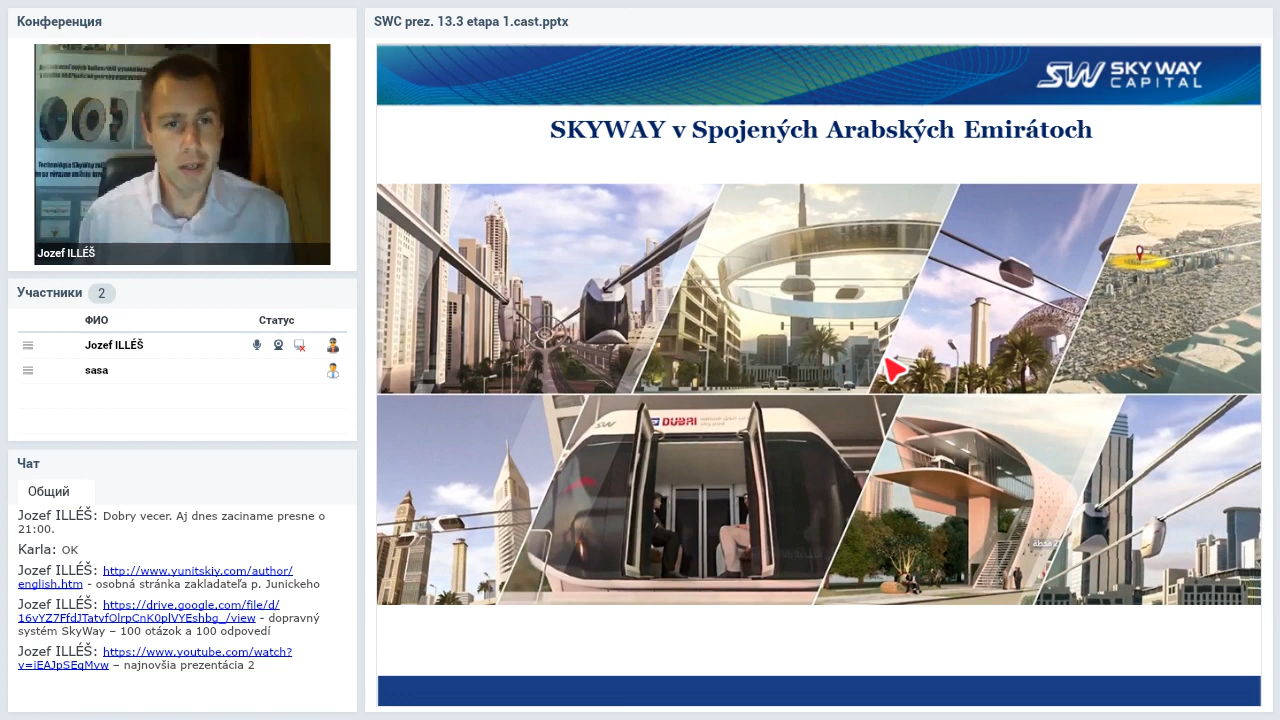 Конференция
Jozef ILLÉŠ
Участники 2
ФИО Статус
Jozef ILLÉŠ
sasa
Чат
Общий
Jozef ILLÉŠ: Dobry vecer. Aj dnes zaciname presne o
21:00.
Karla: OK
Jozef ILLÉŠ: http://www.yunitskiy.com/author/
english.htm - osobná stránka zakladateľa p. Junickeho
Jozef ILLÉŠ: https://drive.google.com/file/d/
16vYZ7FfdJTatvfOlrpCnK0plVYEshbg_/view - dopravný
systém SkyWay – 100 otázok a 100 odpovedí
Jozef ILLÉŠ: https://www.youtube.com/watch?
v=iEAJpSEqMvw – najnovšia prezentácia 2
SWC prez. 13.3 etapa 1.cast.pptx
SW SKY WAY
CAPITAL
SKYWAY v Spojených Arabských Emirátoch
SW
DUBAI
21 محطة